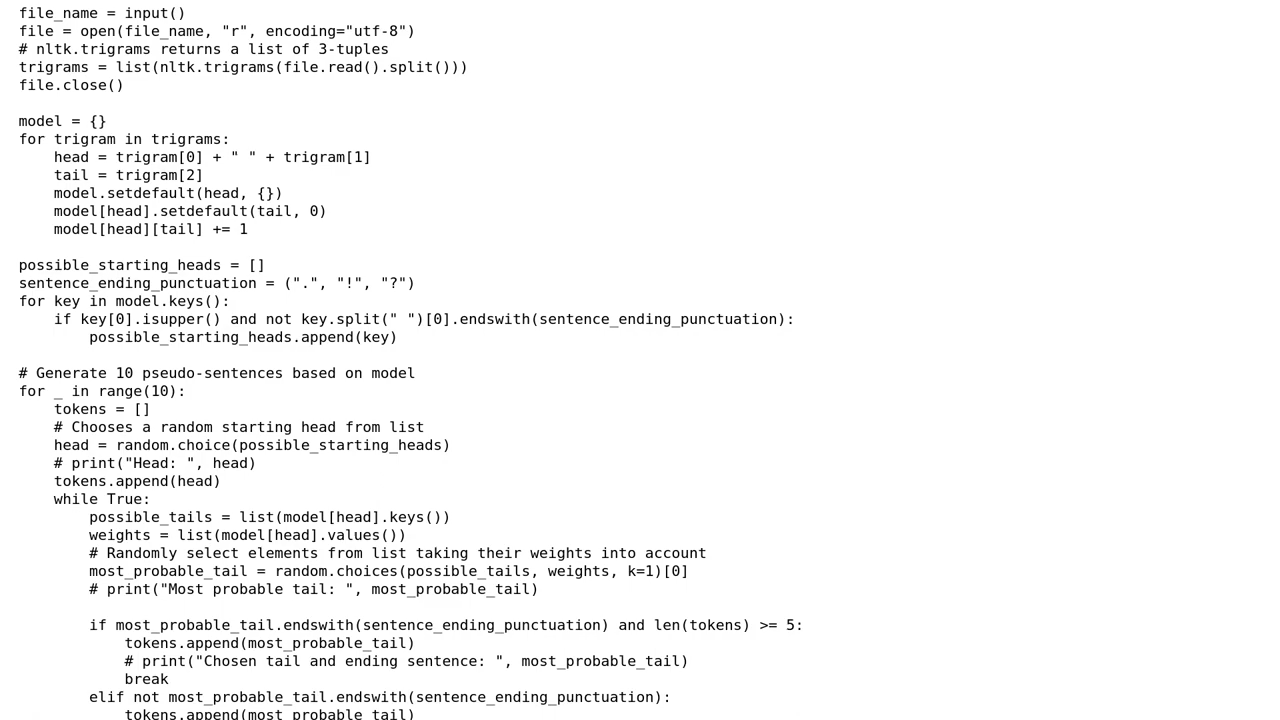 file_name = input()
file = open(file_name, "r", encoding="utf-8")
# nltk.trigrams returns a list of 3-tuples
trigrams = list(nltk.trigrams(file.read().split()))
file.close()

model = {}
for trigram in trigrams:
    head = trigram[0] + " " + trigram[1]
    tail = trigram[2]
    model.setdefault(head, {})
    model[head].setdefault(tail, 0)
    model[head][tail] += 1

possible_starting_heads = []
sentence_ending_punctuation = (".", "!", "?")
for key in model.keys():
    if key[0].isupper() and not key.split(" ")[0].endswith(sentence_ending_punctuation):
        possible_starting_heads.append(key)

# Generate 10 pseudo-sentences based on model
for _ in range(10):
    tokens = []
    # Chooses a random starting head from list
    head = random.choice(possible_starting_heads)
    # print("Head: ", head)
    tokens.append(head)
    while True:
        possible_tails = list(model[head].keys())
        weights = list(model[head].values())
        # Randomly select elements from list taking their weights into account
        most_probable_tail = random.choices(possible_tails, weights, k=1)[0]
        # print("Most probable tail: ", most_probable_tail)

        if most_probable_tail.endswith(sentence_ending_punctuation) and len(tokens) >= 5:
            tokens.append(most_probable_tail)
            # print("Chosen tail and ending sentence: ", most_probable_tail)
            break
        elif not most_probable_tail.endswith(sentence_ending_punctuation):
            tokens.append(most_probable_tail)